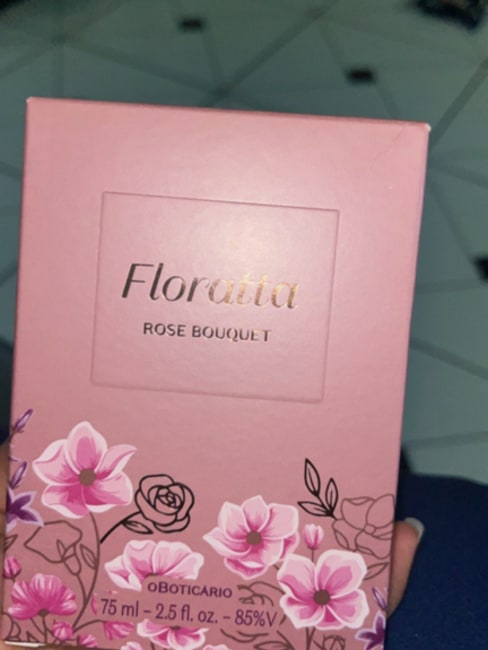 Floratta
ROSE BOUQUET
oBOTICÁRIO
75 ml - 2.5 fl. oz. - 85%V